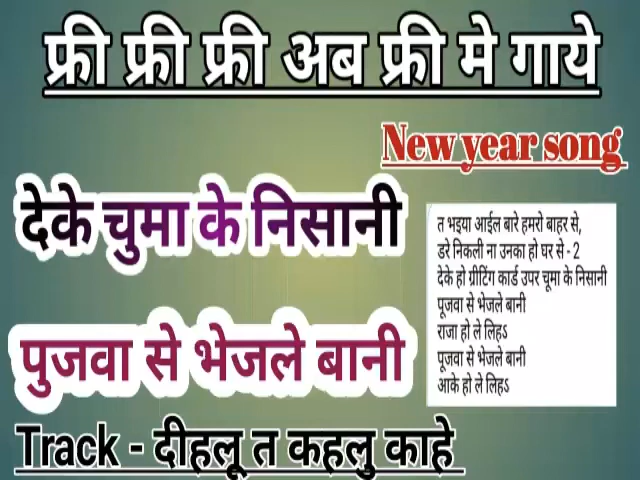 फ्री फ्री फ्री अब फ्री मे गाये
New year song
देके चुमा के निसानी
पुजवा से भेजले बानी
त भइया आईल बारे हमरो बाहर से,
डरे निकली ना उनका हो घर से - 2
देके हो ग्रीटिंग कार्ड उपर चूमा के निसानी
पूजवा से भेजले बानी
राजा हो ले लिहऽ
पूजवा से भेजले बानी
आके हो ले लिहऽ
Track - दीहलू त कहलु काहे